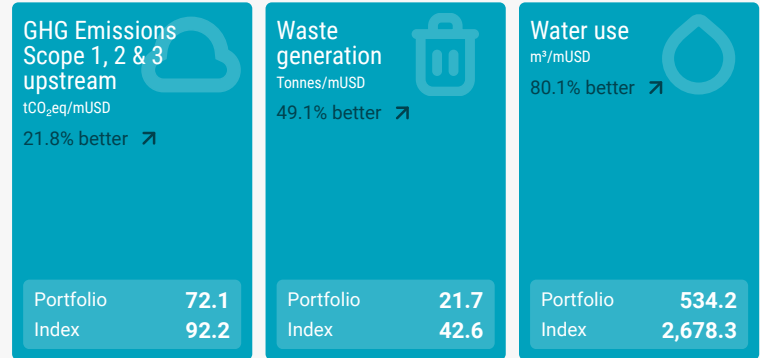 GHG Emissions
Scope 1, 2 & 3
upstream
tCO₂eq/mUSD
21.8% better
Portfolio 72.1
Index 92.2
Waste
generation
Tonnes/mUSD
49.1% better
Portfolio 21.7
Index 42.6
Water use
m³/mUSD
80.1% better
Portfolio 534.2
Index 2,678.3